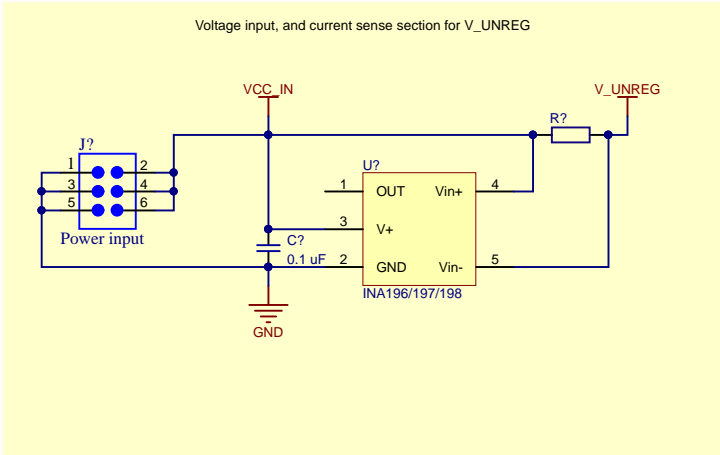 Voltage input, and current sense section for V_UNREG
VCC_IN
V_UNREG
R?
J?
U?
1
2
3
4
5
6
Power input
1
OUT
Vin+
4
3
V+
C?
0.1 uF
2
GND
Vin-
5
INA196/197/198
GND